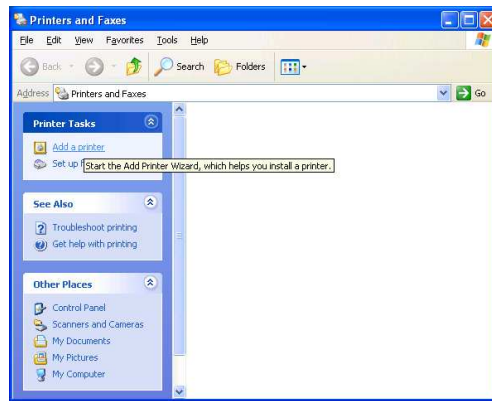 Printers and Faxes
File Edit View Favorites Tools Help
Back Search Folders
Address Printers and Faxes Go
Printer Tasks
Add a printer
Set up
Start the Add Printer Wizard, which helps you install a printer.
See Also
Troubleshoot printing
Get help with printing
Other Places
Control Panel
Scanners and Cameras
My Documents
My Pictures
My Computer